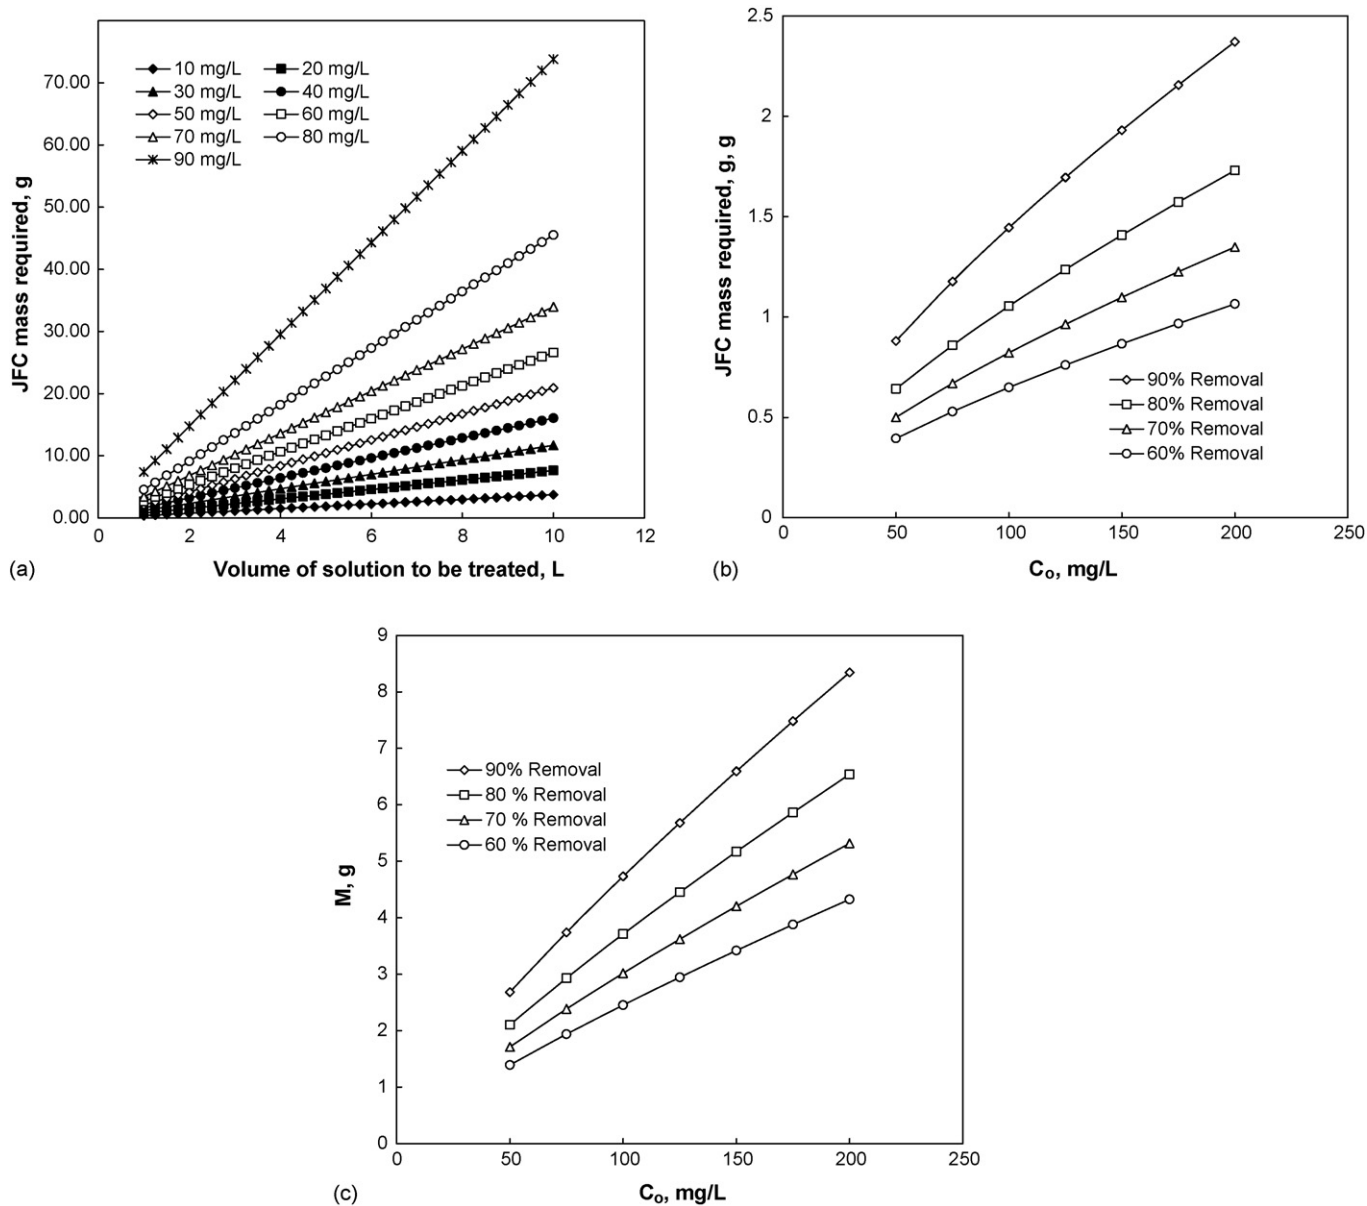 70.00
60.00
50.00
40.00
30.00
20.00
10.00
0.00
JFC mass required, g
10 mg/L 20 mg/L
30 mg/L 40 mg/L
50 mg/L 60 mg/L
70 mg/L 80 mg/L
90 mg/L
0 2 4 6 8 10 12
(a) Volume of solution to be treated, L
2.5
2
1.5
1
0.5
0
JFC mass required, g, g
90% Removal
80% Removal
70% Removal
60% Removal
0 50 100 150 200 250
(b) Co, mg/L
9
8
7
6
5
4
3
2
1
0
M, g
90% Removal
80 % Removal
70 % Removal
60 % Removal
0 50 100 150 200 250
(c) Co, mg/L